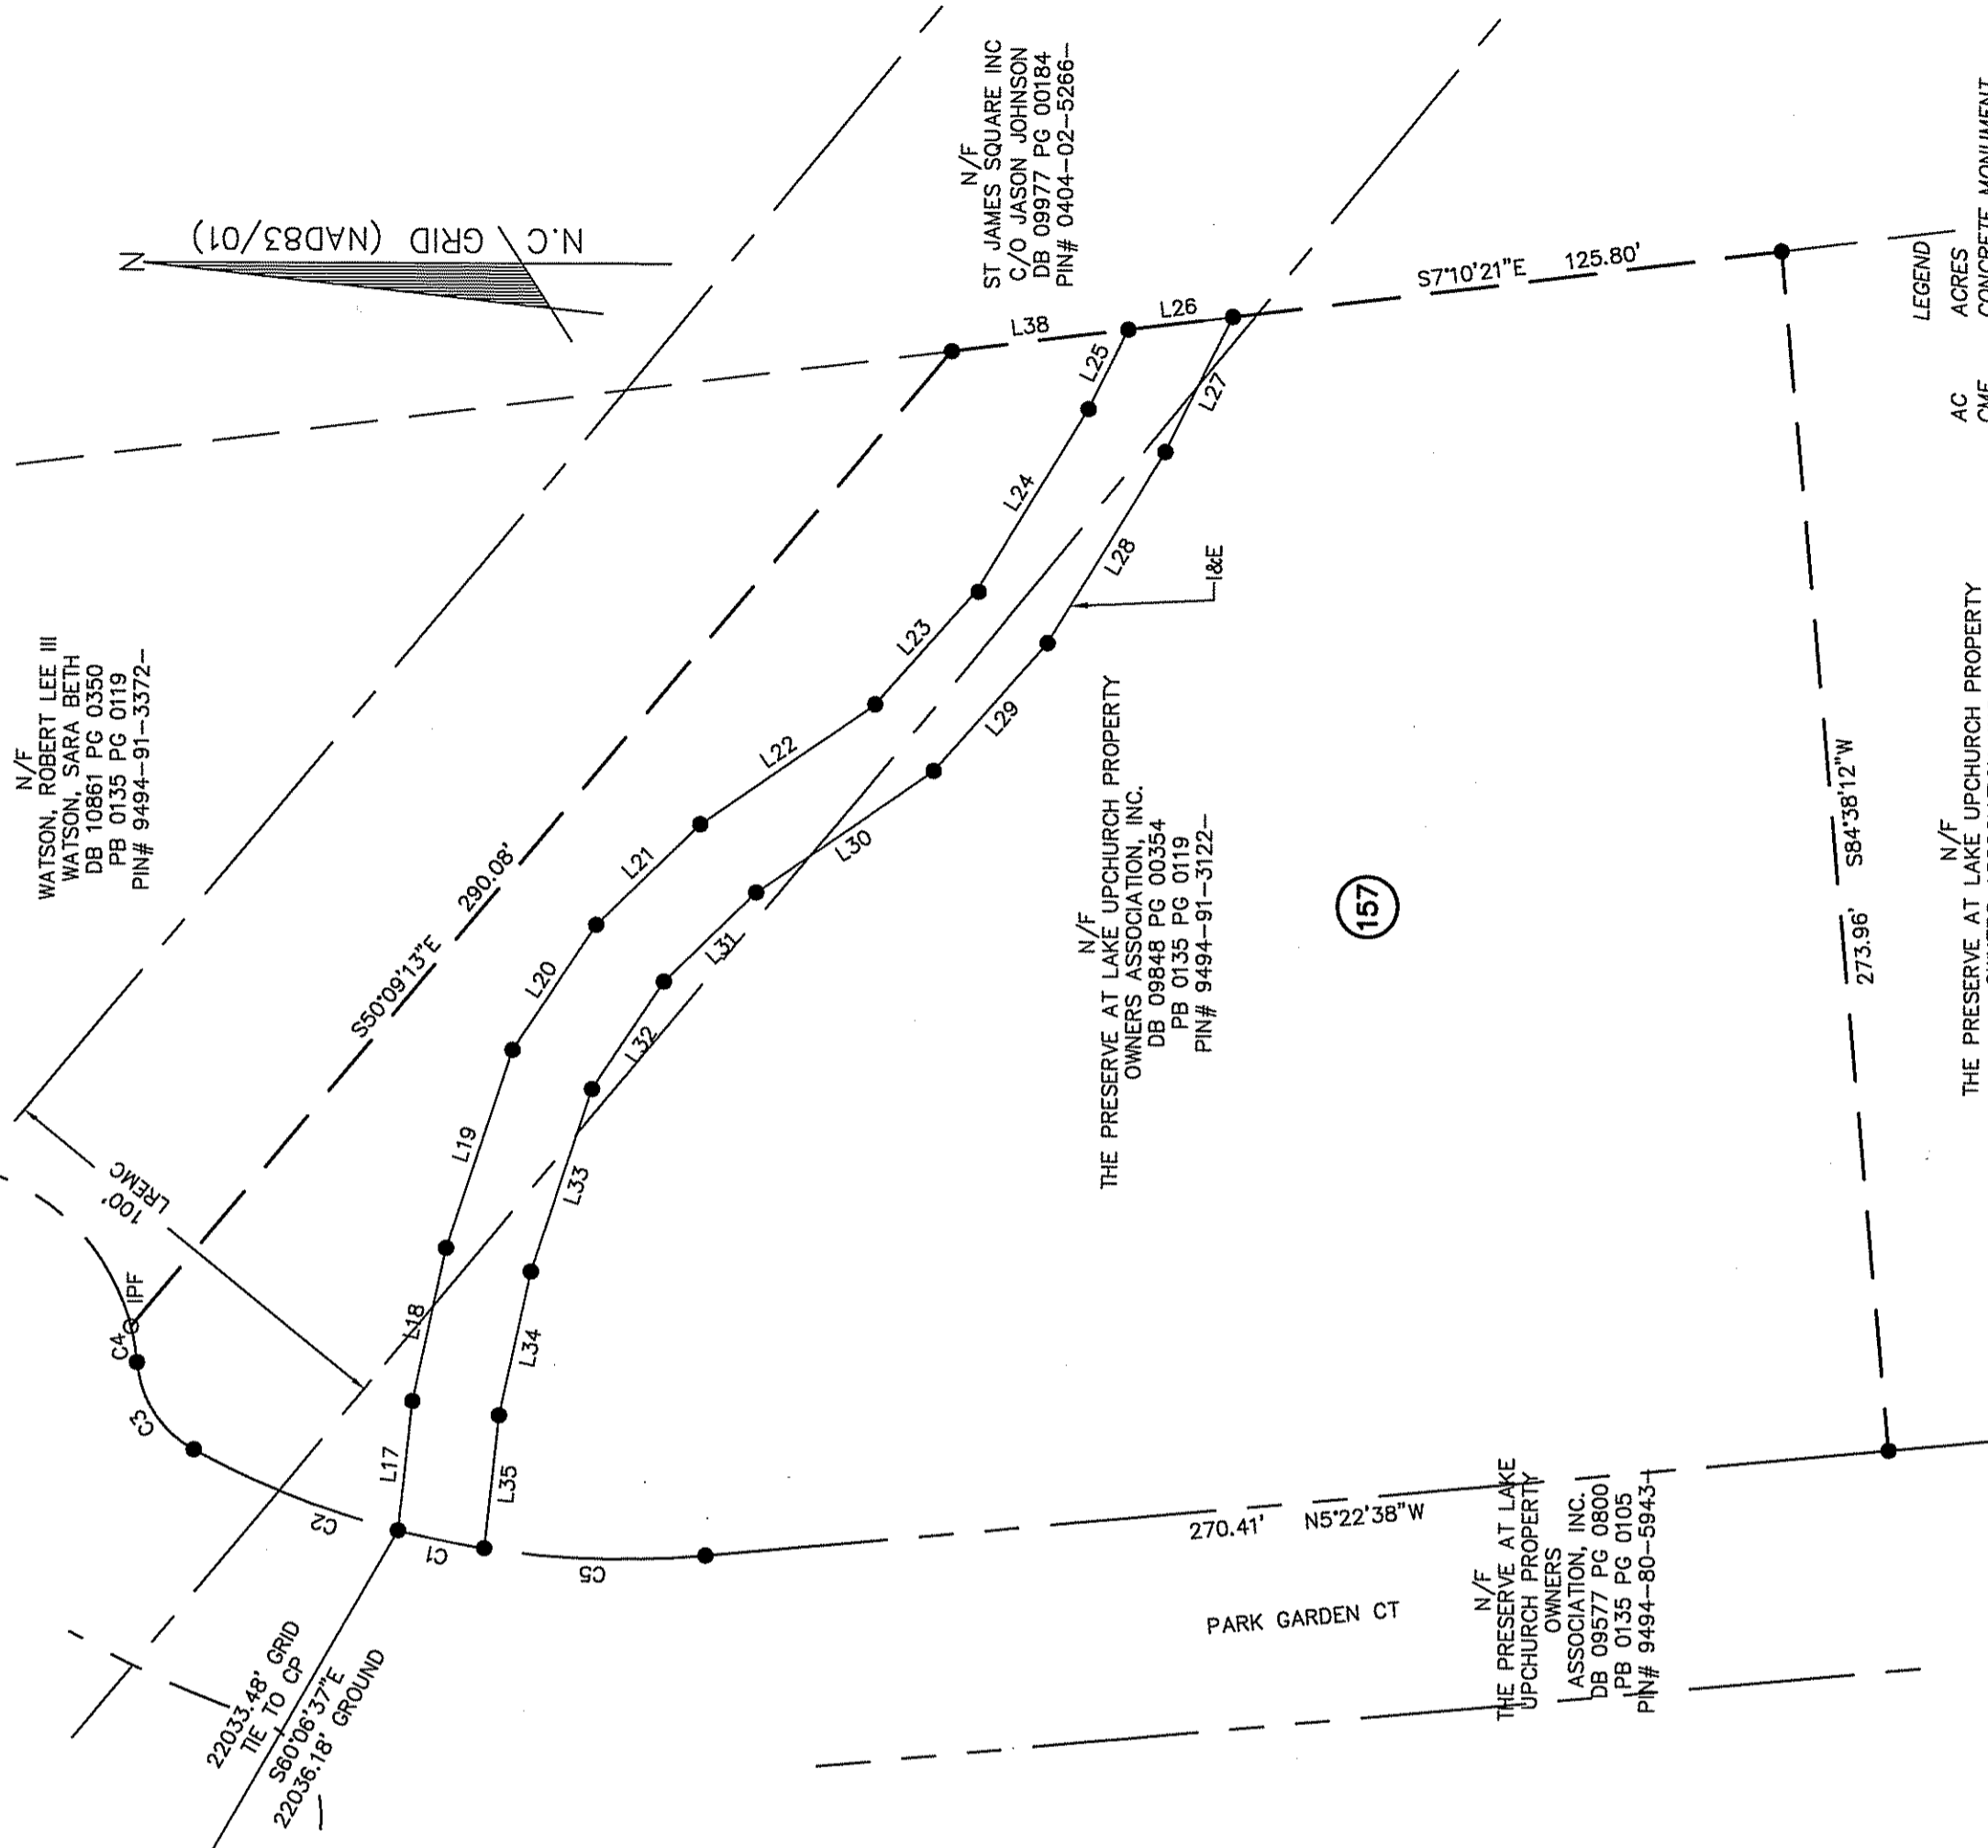 N/F
WATSON, ROBERT LEE III
WATSON, SARA BETH
DB 10861 PG 0350
PB 0135 PG 0119
PIN# 9494-91-3372-
N
N.C GRID (NAD83/01)
N/F
ST JAMES SQUARE INC
C/O JASON JOHNSON
DB 09977 PG 00184
PIN# 0404-02-5266-
100'
LREMC
IPF
C4
C3
C2
C1
C5
S50°09'13"E
290.08'
L38
L26
S7°10'21"E
125.80'
L17
L18
L19
L20
L21
L22
L23
L24
L25
L27
L28
L29
L30
L31
L32
L33
L34
L35
I&E
22033.48' GRID
TIE TO CP
S60°06'37"E
22036.18' GROUND
N/F
THE PRESERVE AT LAKE UPCHURCH PROPERTY
OWNERS ASSOCIATION, INC.
DB 09848 PG 00354
PB 0135 PG 0119
PIN# 9494-91-3122-
157
270.41'
N5°22'38"W
PARK GARDEN CT
N/F
THE PRESERVE AT LAKE
UPCHURCH PROPERTY
OWNERS
ASSOCIATION, INC.
DB 09577 PG 0800
PB 0135 PG 0105
PIN# 9494-80-5943-
273.96'
S84°38'12"W
N/F
THE PRESERVE AT LAKE UPCHURCH PROPERTY
LEGEND
AC ACRES
CMF CONCRETE MONUMENT